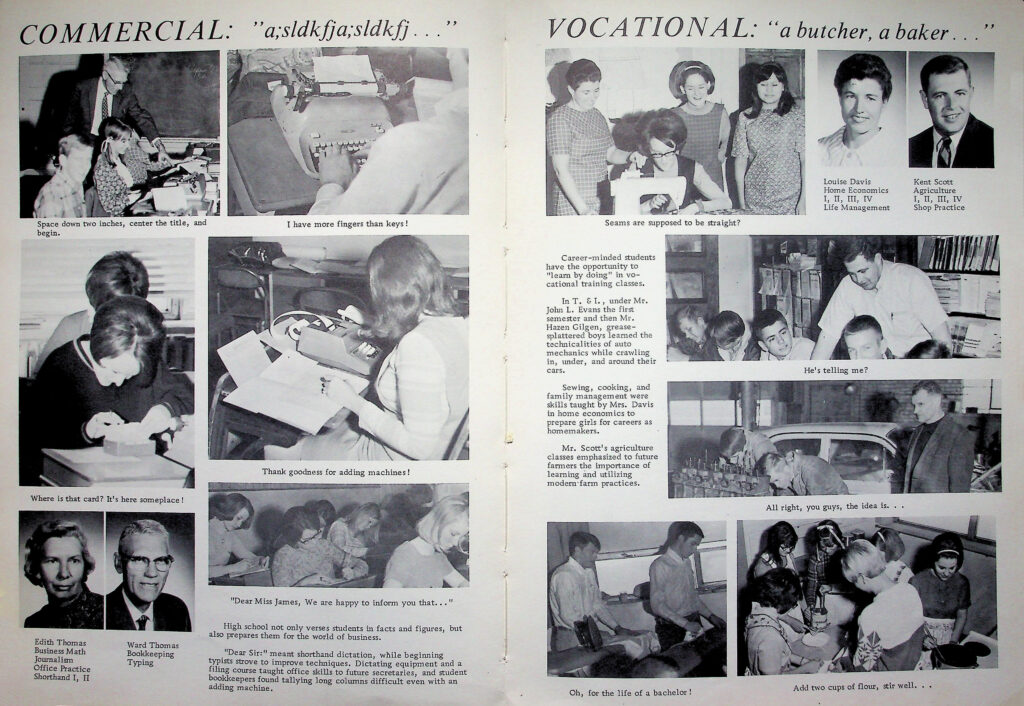 COMMERCIAL: "a;sldkfja;sldkfj . . ."
Space down two inches, center the title, and
begin.
I have more fingers than keys!
Where is that card? It's here someplace!
Thank goodness for adding machines!
"Dear Miss James, We are happy to inform you that..."
Edith Thomas
Business Math
Journalism
Office Practice
Shorthand I, II
Ward Thomas
Bookkeeping
Typing
High school not only verses students in facts and figures, but
also prepares them for the world of business.
"Dear Sir:" meant shorthand dictation, while beginning
typists strove to improve techniques. Dictating equipment and a
filing course taught office skills to future secretaries, and student
bookkeepers found tallying long columns difficult even with an
adding machine.
VOCATIONAL: "a butcher, a baker . . ."
Seams are supposed to be straight?
Louise Davis
Home Economics
I, II, III, IV
Life Management
Kent Scott
Agriculture
I, II, III, IV
Shop Practice
Career-minded students
have the opportunity to
"learn by doing" in vo-
cational training classes.
In T. & I., under Mr.
John L. Evans the first
semester and then Mr.
Hazen Gilgen, grease-
splattered boys learned the
technicalities of auto
mechanics while crawling
in, under, and around their
cars.
Sewing, cooking, and
family management were
skills taught by Mrs. Davis
in home economics to
prepare girls for careers as
homemakers.
Mr. Scott's agriculture
classes emphasized to future
farmers the importance of
learning and utilizing
modern farm practices.
He's telling me?
All right, you guys, the idea is. . .
Oh, for the life of a bachelor!
Add two cups of flour, stir well. . .